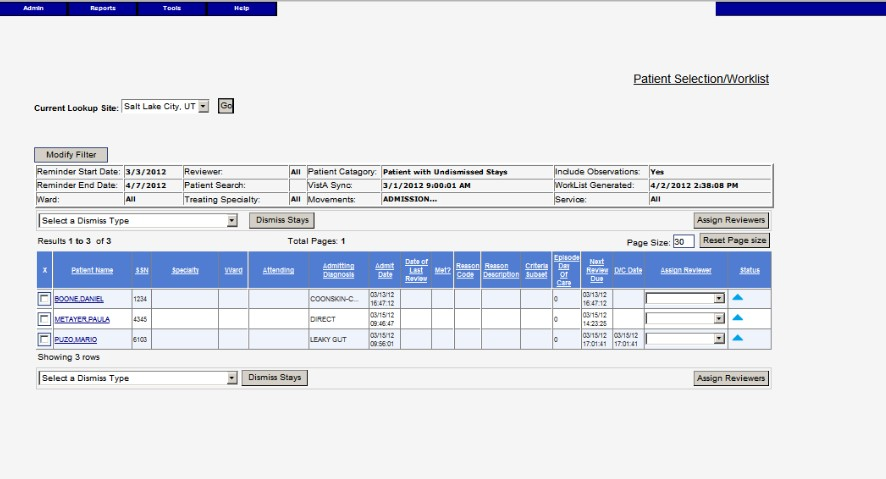 Admin Reports Tools Help
Patient Selection/Worklist
Current Lookup Site: Salt Lake City, UT Go
Modify Filter
Reminder Start Date: 3/3/2012 Reviewer: All Patient Catagory: Patient with Undismissed Stays Include Observations: Yes
Reminder End Date: 4/7/2012 Patient Search: VistA Sync: 3/1/2012 9:00:01 AM WorkList Generated: 4/2/2012 2:38:08 PM
Ward: All Treating Specialty: All Movements: ADMISSION... Service: All
Select a Dismiss Type Dismiss Stays Assign Reviewers
Results 1 to 3 of 3 Total Pages: 1 Page Size: 30 Reset Page size
X Patient Name SSN Specialty Ward Attending Admitting Diagnosis Admit Date Date of Last Review Met? Reason Code Reason Description Criteria Subset Episode Day Of Care Next Review Due D/C Date Assign Reviewer Status
BOONE,DANIEL 1234 COONSKIN-C... 03/13/12 16:47:12 0 03/13/12 16:47:12
METAYER,PAULA 4345 DIRECT 03/15/12 09:46:47 0 03/15/12 14:23:25
PUZO,MARIO 6103 LEAKY GUT 03/15/12 09:56:01 0 03/15/12 17:01:41 03/15/12 17:01:41
Showing 3 rows
Select a Dismiss Type Dismiss Stays Assign Reviewers